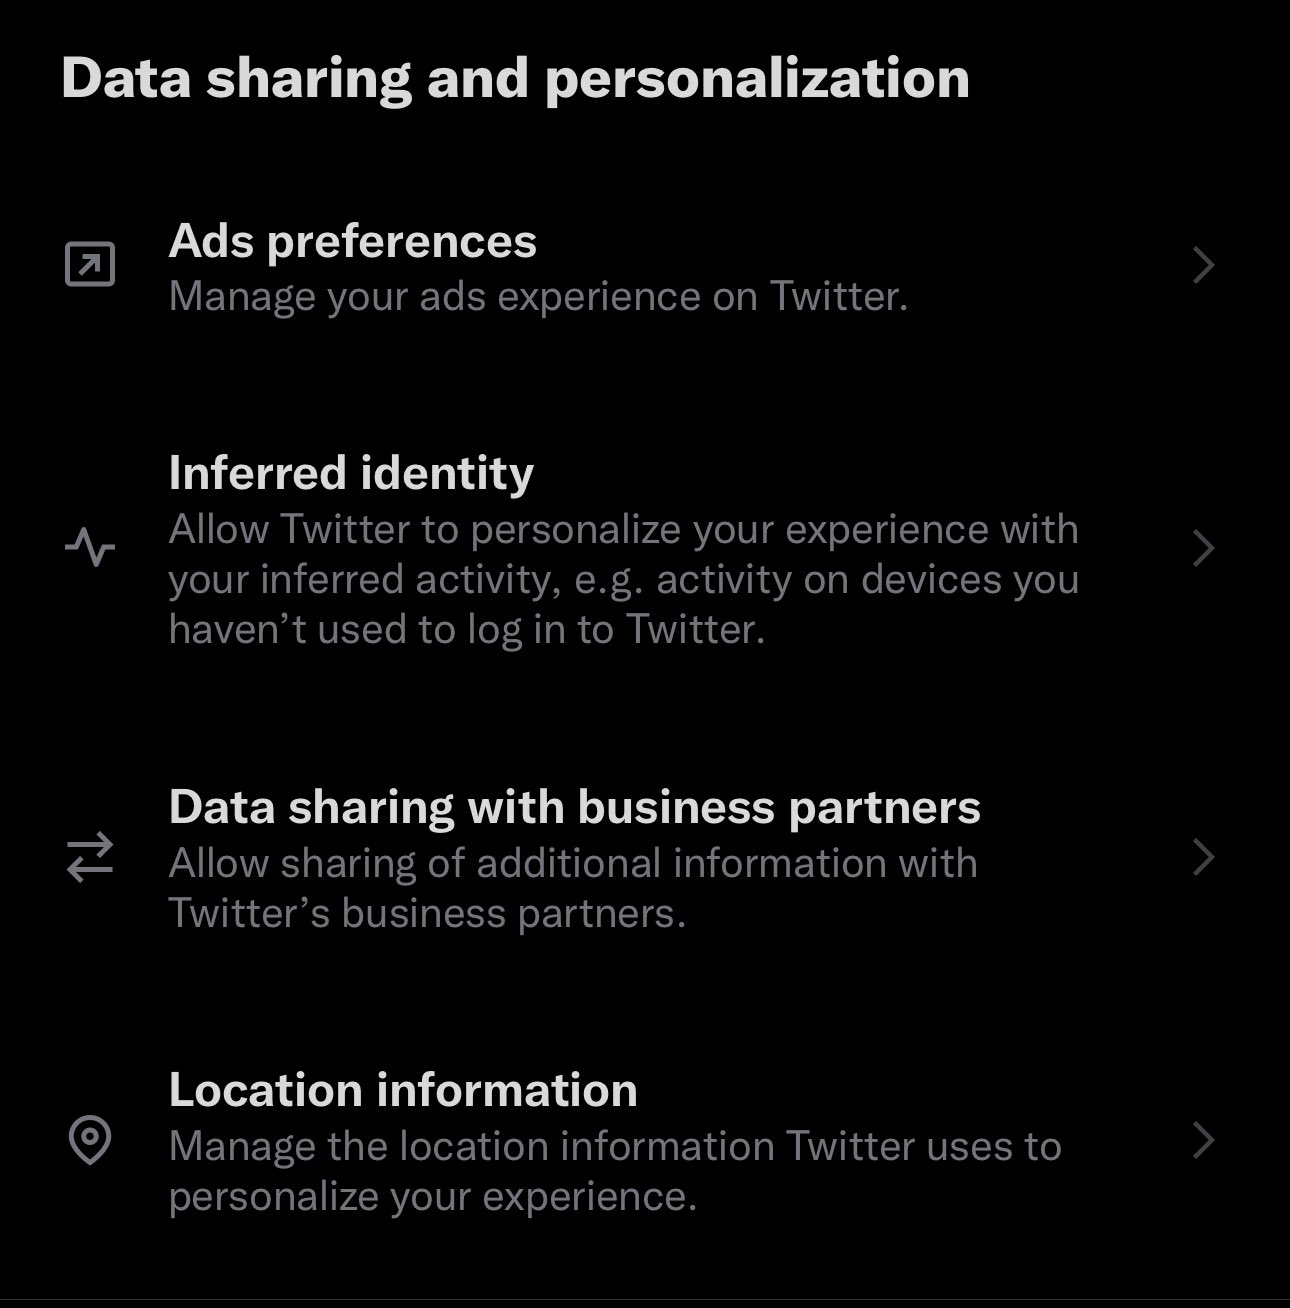 Data sharing and personalization
Ads preferences
Manage your ads experience on Twitter.
Inferred identity
Allow Twitter to personalize your experience with
your inferred activity, e.g. activity on devices you
haven’t used to log in to Twitter.
Data sharing with business partners
Allow sharing of additional information with
Twitter’s business partners.
Location information
Manage the location information Twitter uses to
personalize your experience.